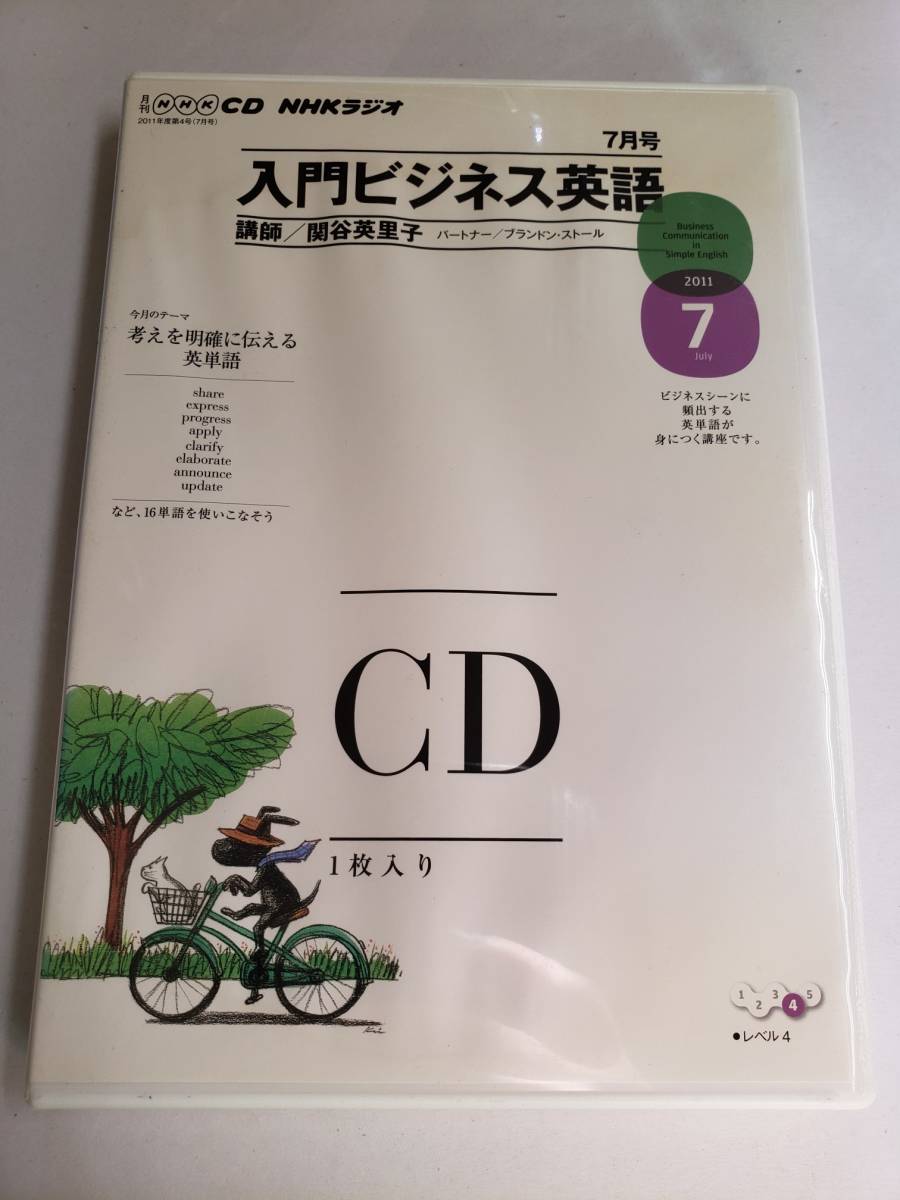 月刊 NHK CD NHKラジオ
2011年度第4号(7月号)
7月号
入門ビジネス英語
講師/関谷英里子 パートナー/ブランドン・ストール
Business
Communication
in
Simple English
2011
7
July
今月のテーマ
考えを明確に伝える
英単語
share
express
progress
apply
clarify
elaborate
announce
update
など、16単語を使いこなそう
ビジネスシーンに
頻出する
英単語が
身につく講座です。
CD
1枚入り
1 2 3 4 5
●レベル4